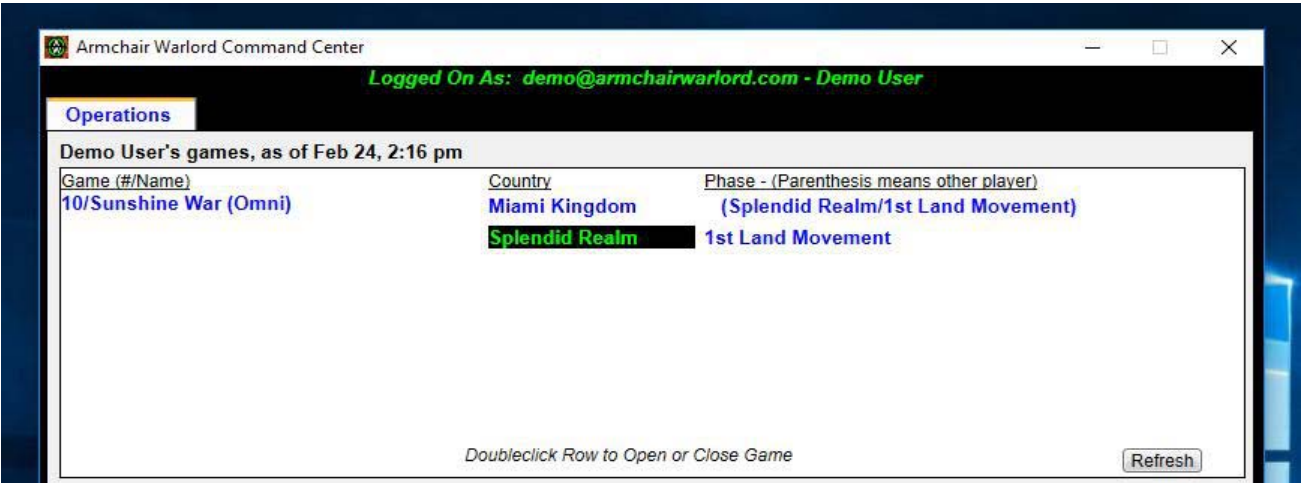 Armchair Warlord Command Center
Logged On As: demo@armchairwarlord.com - Demo User
Operations
Demo User's games, as of Feb 24, 2:16 pm
Game (#/Name) Country Phase - (Parenthesis means other player)
10/Sunshine War (Omni) Miami Kingdom (Splendid Realm/1st Land Movement)
Splendid Realm 1st Land Movement
Doubleclick Row to Open or Close Game Refresh